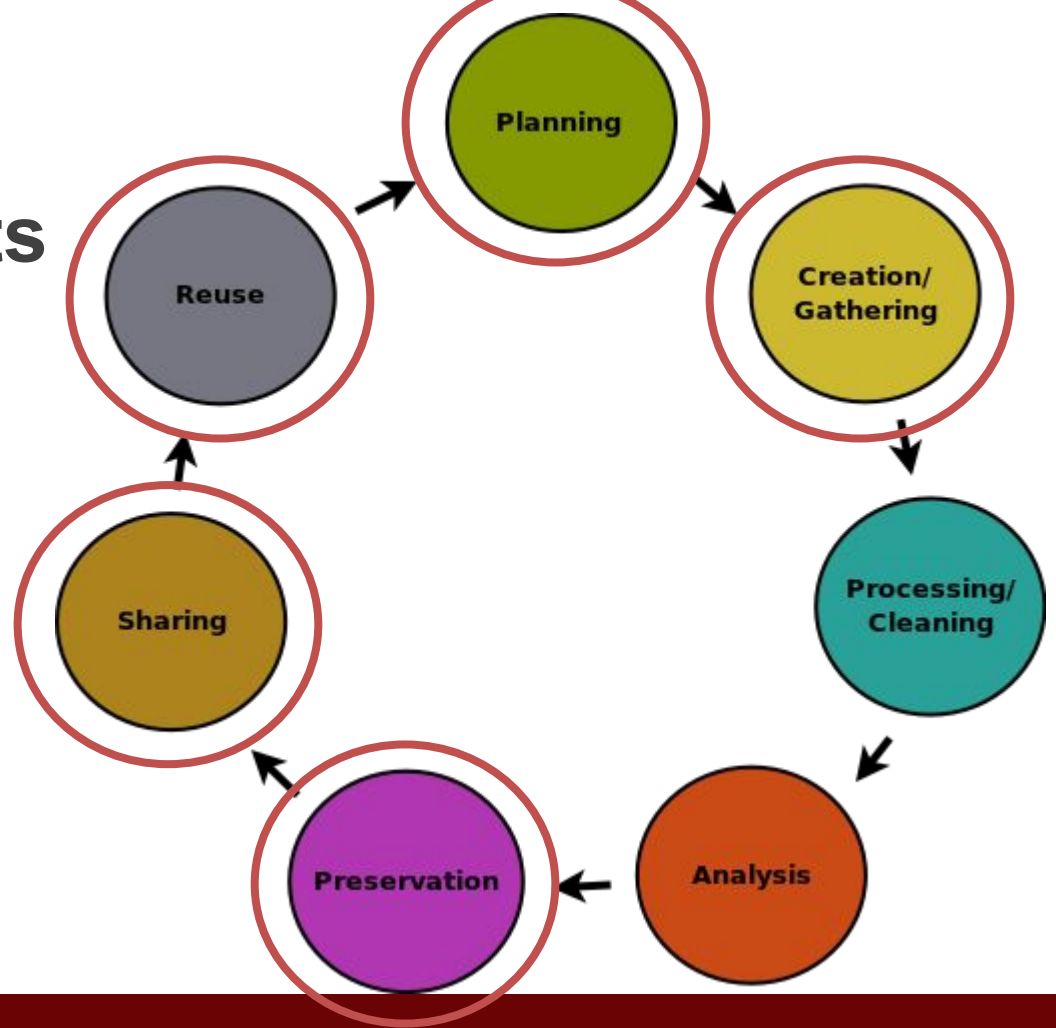 Planning
Creation/
Gathering
Processing/
Cleaning
Analysis
Preservation
Sharing
Reuse